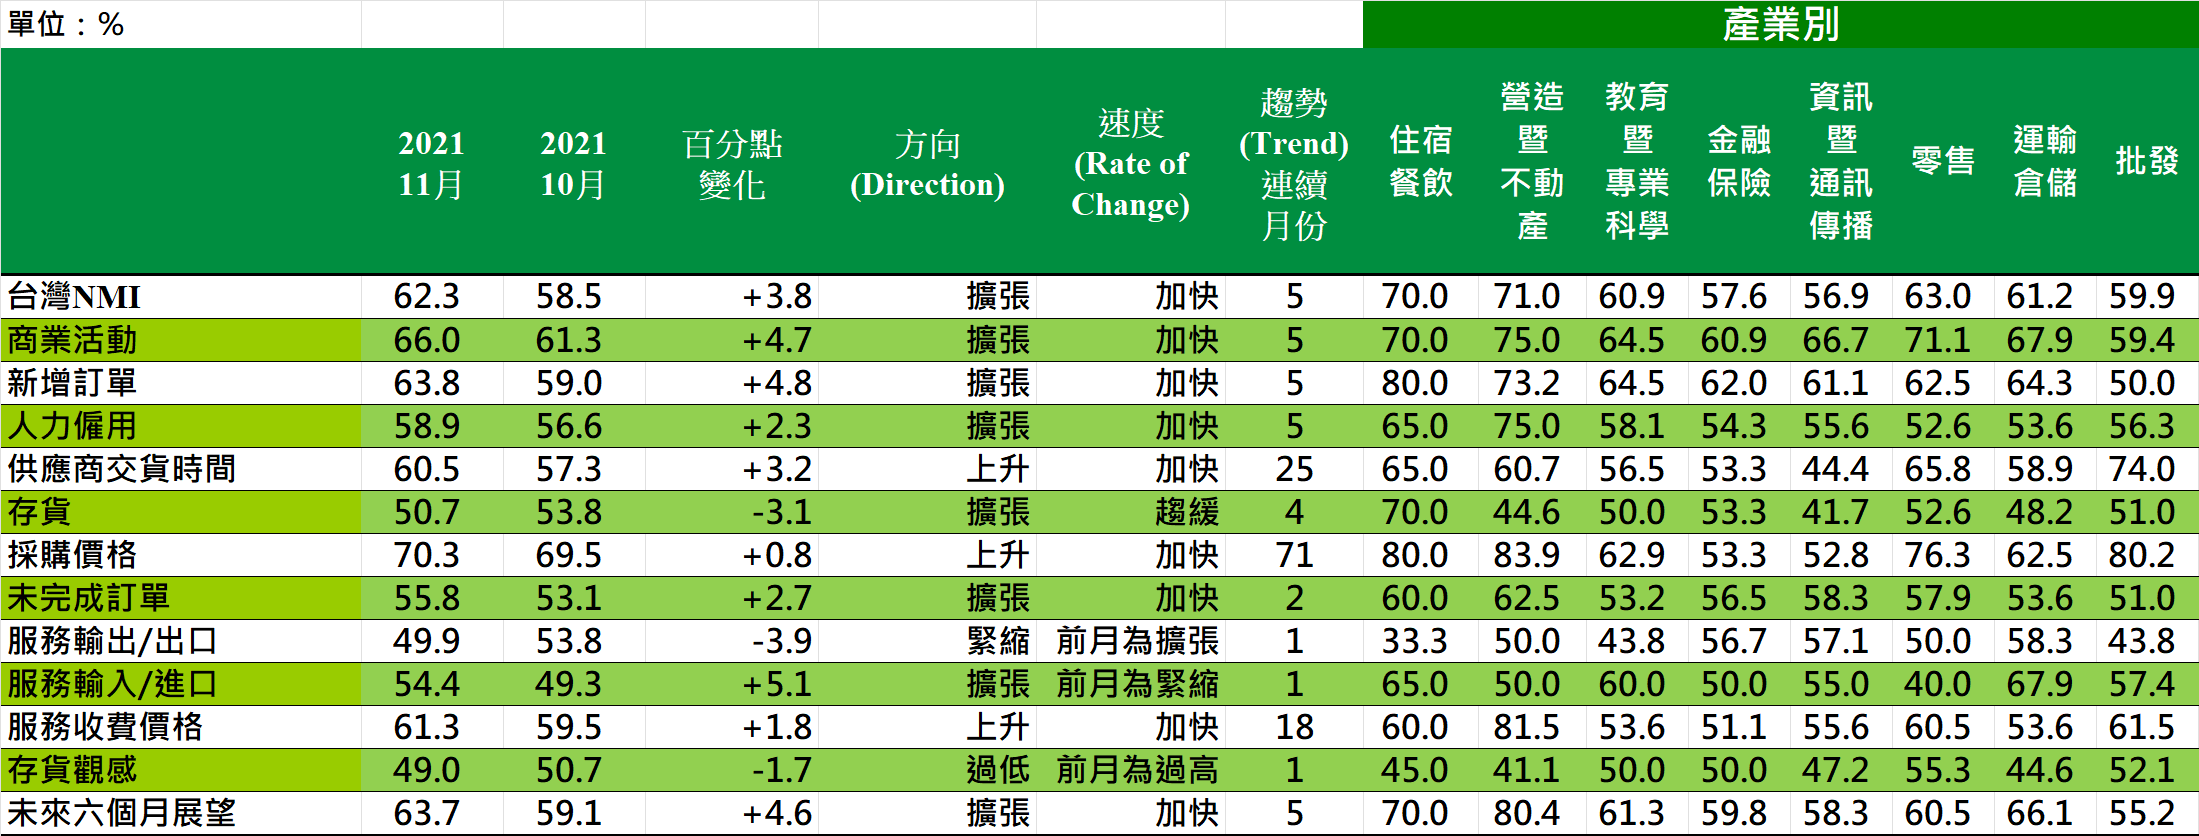 單位：%
產業別
2021 11月 2021 10月 百分點變化 方向(Direction) 速度(Rate of Change) 趨勢(Trend)連續月份 住宿餐飲 營造暨不動產 教育暨專業科學 金融保險 資訊暨通訊傳播 零售 運輸倉儲 批發
台灣NMI 62.3 58.5 +3.8 擴張 加快 5 70.0 71.0 60.9 57.6 56.9 63.0 61.2 59.9
商業活動 66.0 61.3 +4.7 擴張 加快 5 70.0 75.0 64.5 60.9 66.7 71.1 67.9 59.4
新增訂單 63.8 59.0 +4.8 擴張 加快 5 80.0 73.2 64.5 62.0 61.1 62.5 64.3 50.0
人力僱用 58.9 56.6 +2.3 擴張 加快 5 65.0 75.0 58.1 54.3 55.6 52.6 53.6 56.3
供應商交貨時間 60.5 57.3 +3.2 上升 加快 25 65.0 60.7 56.5 53.3 44.4 65.8 58.9 74.0
存貨 50.7 53.8 -3.1 擴張 趨緩 4 70.0 44.6 50.0 53.3 41.7 52.6 48.2 51.0
採購價格 70.3 69.5 +0.8 上升 加快 71 80.0 83.9 62.9 53.3 52.8 76.3 62.5 80.2
未完成訂單 55.8 53.1 +2.7 擴張 加快 2 60.0 62.5 53.2 56.5 58.3 57.9 53.6 51.0
服務輸出/出口 49.9 53.8 -3.9 緊縮 前月為擴張 1 33.3 50.0 43.8 56.7 57.1 50.0 58.3 43.8
服務輸入/進口 54.4 49.3 +5.1 擴張 前月為緊縮 1 65.0 50.0 60.0 50.0 55.0 40.0 67.9 57.4
服務收費價格 61.3 59.5 +1.8 上升 加快 18 60.0 81.5 53.6 51.1 55.6 60.5 53.6 61.5
存貨觀感 49.0 50.7 -1.7 過低 前月為過高 1 45.0 41.1 50.0 50.0 47.2 55.3 44.6 52.1
未來六個月展望 63.7 59.1 +4.6 擴張 加快 5 70.0 80.4 61.3 59.8 58.3 60.5 66.1 55.2